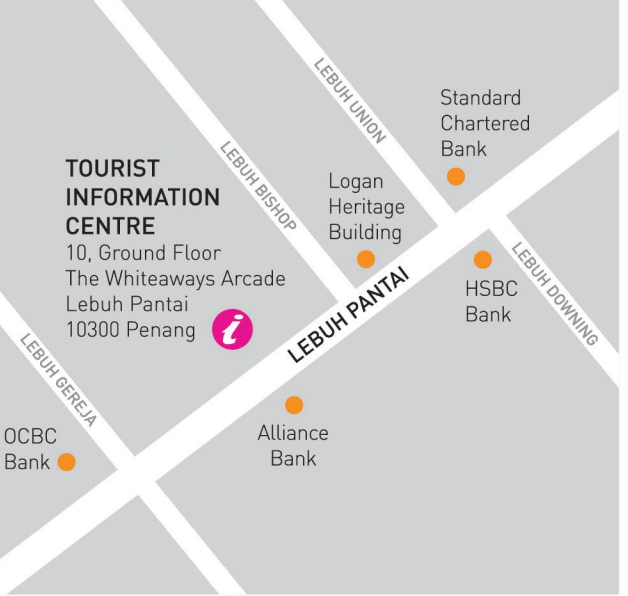 LEBUH UNION
Standard
Chartered
Bank
LEBUH BISHOP
TOURIST
INFORMATION
CENTRE
10, Ground Floor
The Whiteaways Arcade
Lebuh Pantai
10300 Penang
i
Logan
Heritage
Building
LEBUH PANTAI
HSBC
Bank
LEBUH DOWNING
LEBUH GEREJA
OCBC
Bank
Alliance
Bank